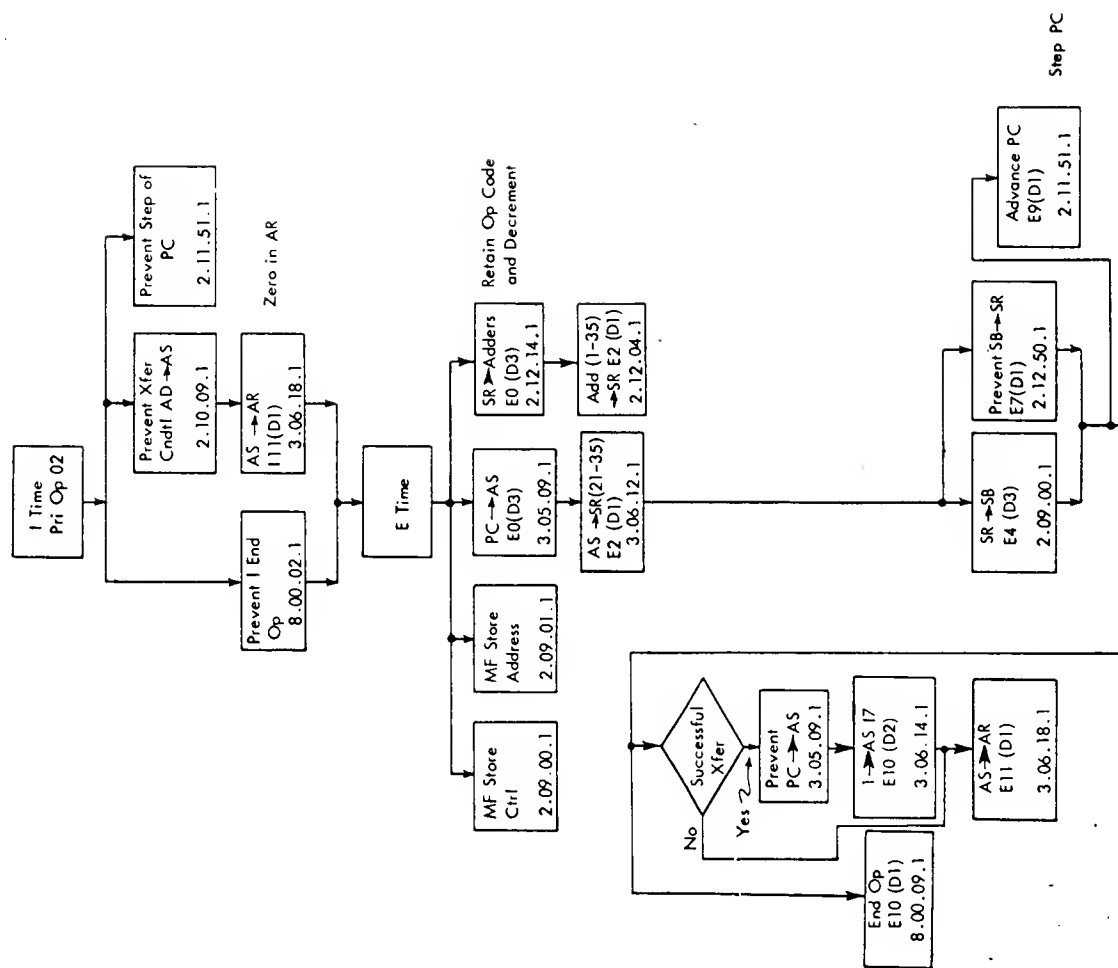 I Time
Pri Op 02
Prevent I End
Op
8.00.02.1
Prevent Xfer
Cndtl AD→AS
2.10.09.1
Prevent Step of
PC
2.11.51.1
AS →AR
I11(D1)
3.06.18.1
Zero in AR
E Time
MF Store
Ctrl
2.09.00.1
MF Store
Address
2.09.01.1
PC→AS
E0(D3)
3.05.09.1
SR→Adders
E0 (D3)
2.12.14.1
Retain Op Code
and Decrement
AS →SR(21-35)
E2 (D1)
3.06.12.1
Add (1-35)
→SR E2 (D1)
2.12.04.1
SR →SB
E4 (D3)
2.09.00.1
Prevent SB→SR
E7(D1)
2.12.50.1
Advance PC
E9(D1)
2.11.51.1
Step PC
Successful
Xfer
No
Yes
Prevent
PC→AS
3.05.09.1
1→AS 17
E10 (D2)
3.06.14.1
AS→AR
E11 (D1)
3.06.18.1
End Op
E10 (D1)
8.00.09.1